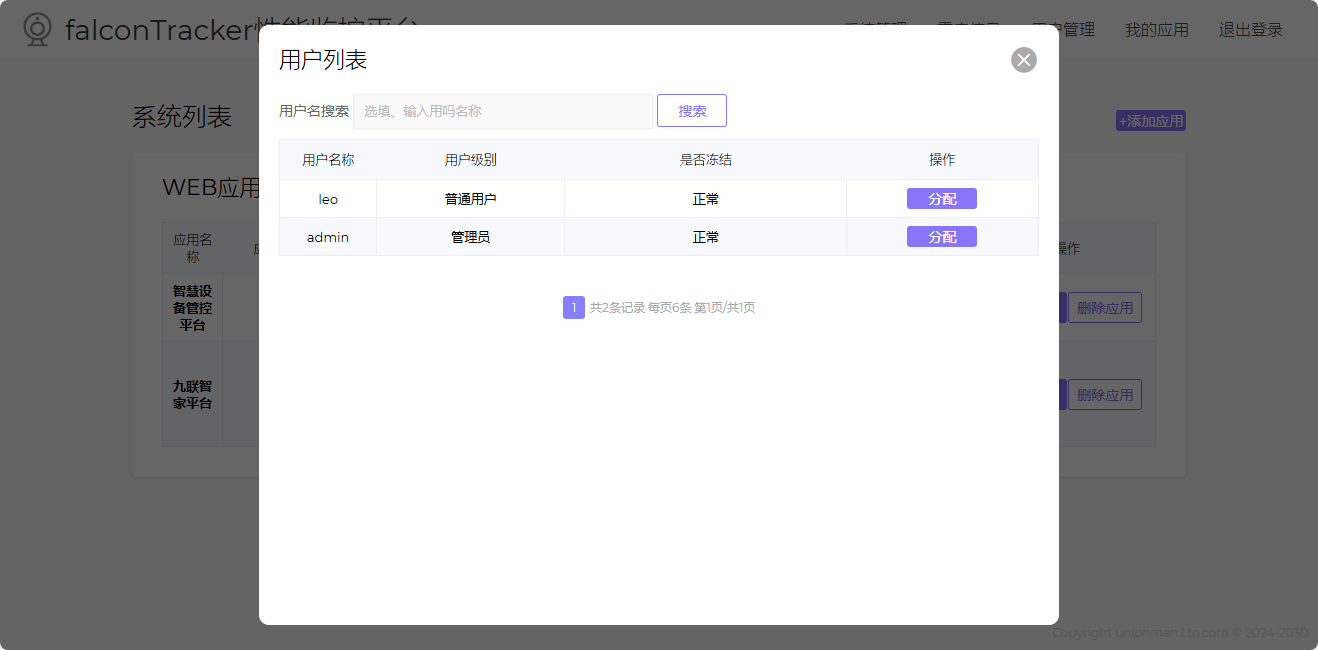 falconTracker
用户管理
我的应用
退出登录
用户列表
用户名搜索
选填、输入用吗名称
搜索
系统列表
+添加应用
用户名称
用户级别
是否冻结
操作
leo
普通用户
正常
分配
admin
管理员
正常
分配
1
共2条记录 每页6条 第1页/共1页
WEB应用
应用名
称
操作
智慧设
备管控
平台
删除应用
九联智
家平台
删除应用
Copyright unionman.Lto.com © 2024-2030